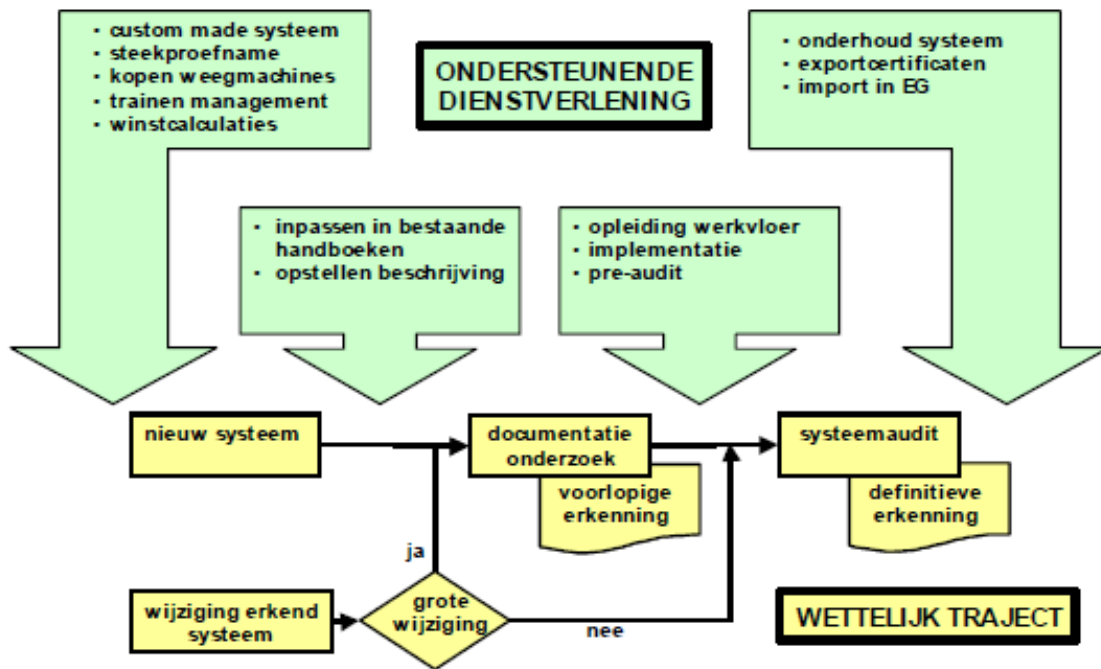 • custom made systeem
• steekproefname
• kopen weegmachines
• trainen management
• winstcalculaties
ONDERSTEUNENDE
DIENSTVERLENING
• onderhoud systeem
• exportcertificaten
• import in EG
• inpassen in bestaande
handboeken
• opstellen beschrijving
• opleiding werkvloer
• implementatie
• pre-audit
nieuw systeem
documentatie
onderzoek
systeemaudit
voorlopige
erkenning
definitieve
erkenning
ja
wijziging erkend
systeem
grote
wijziging
nee
WETTELIJK TRAJECT